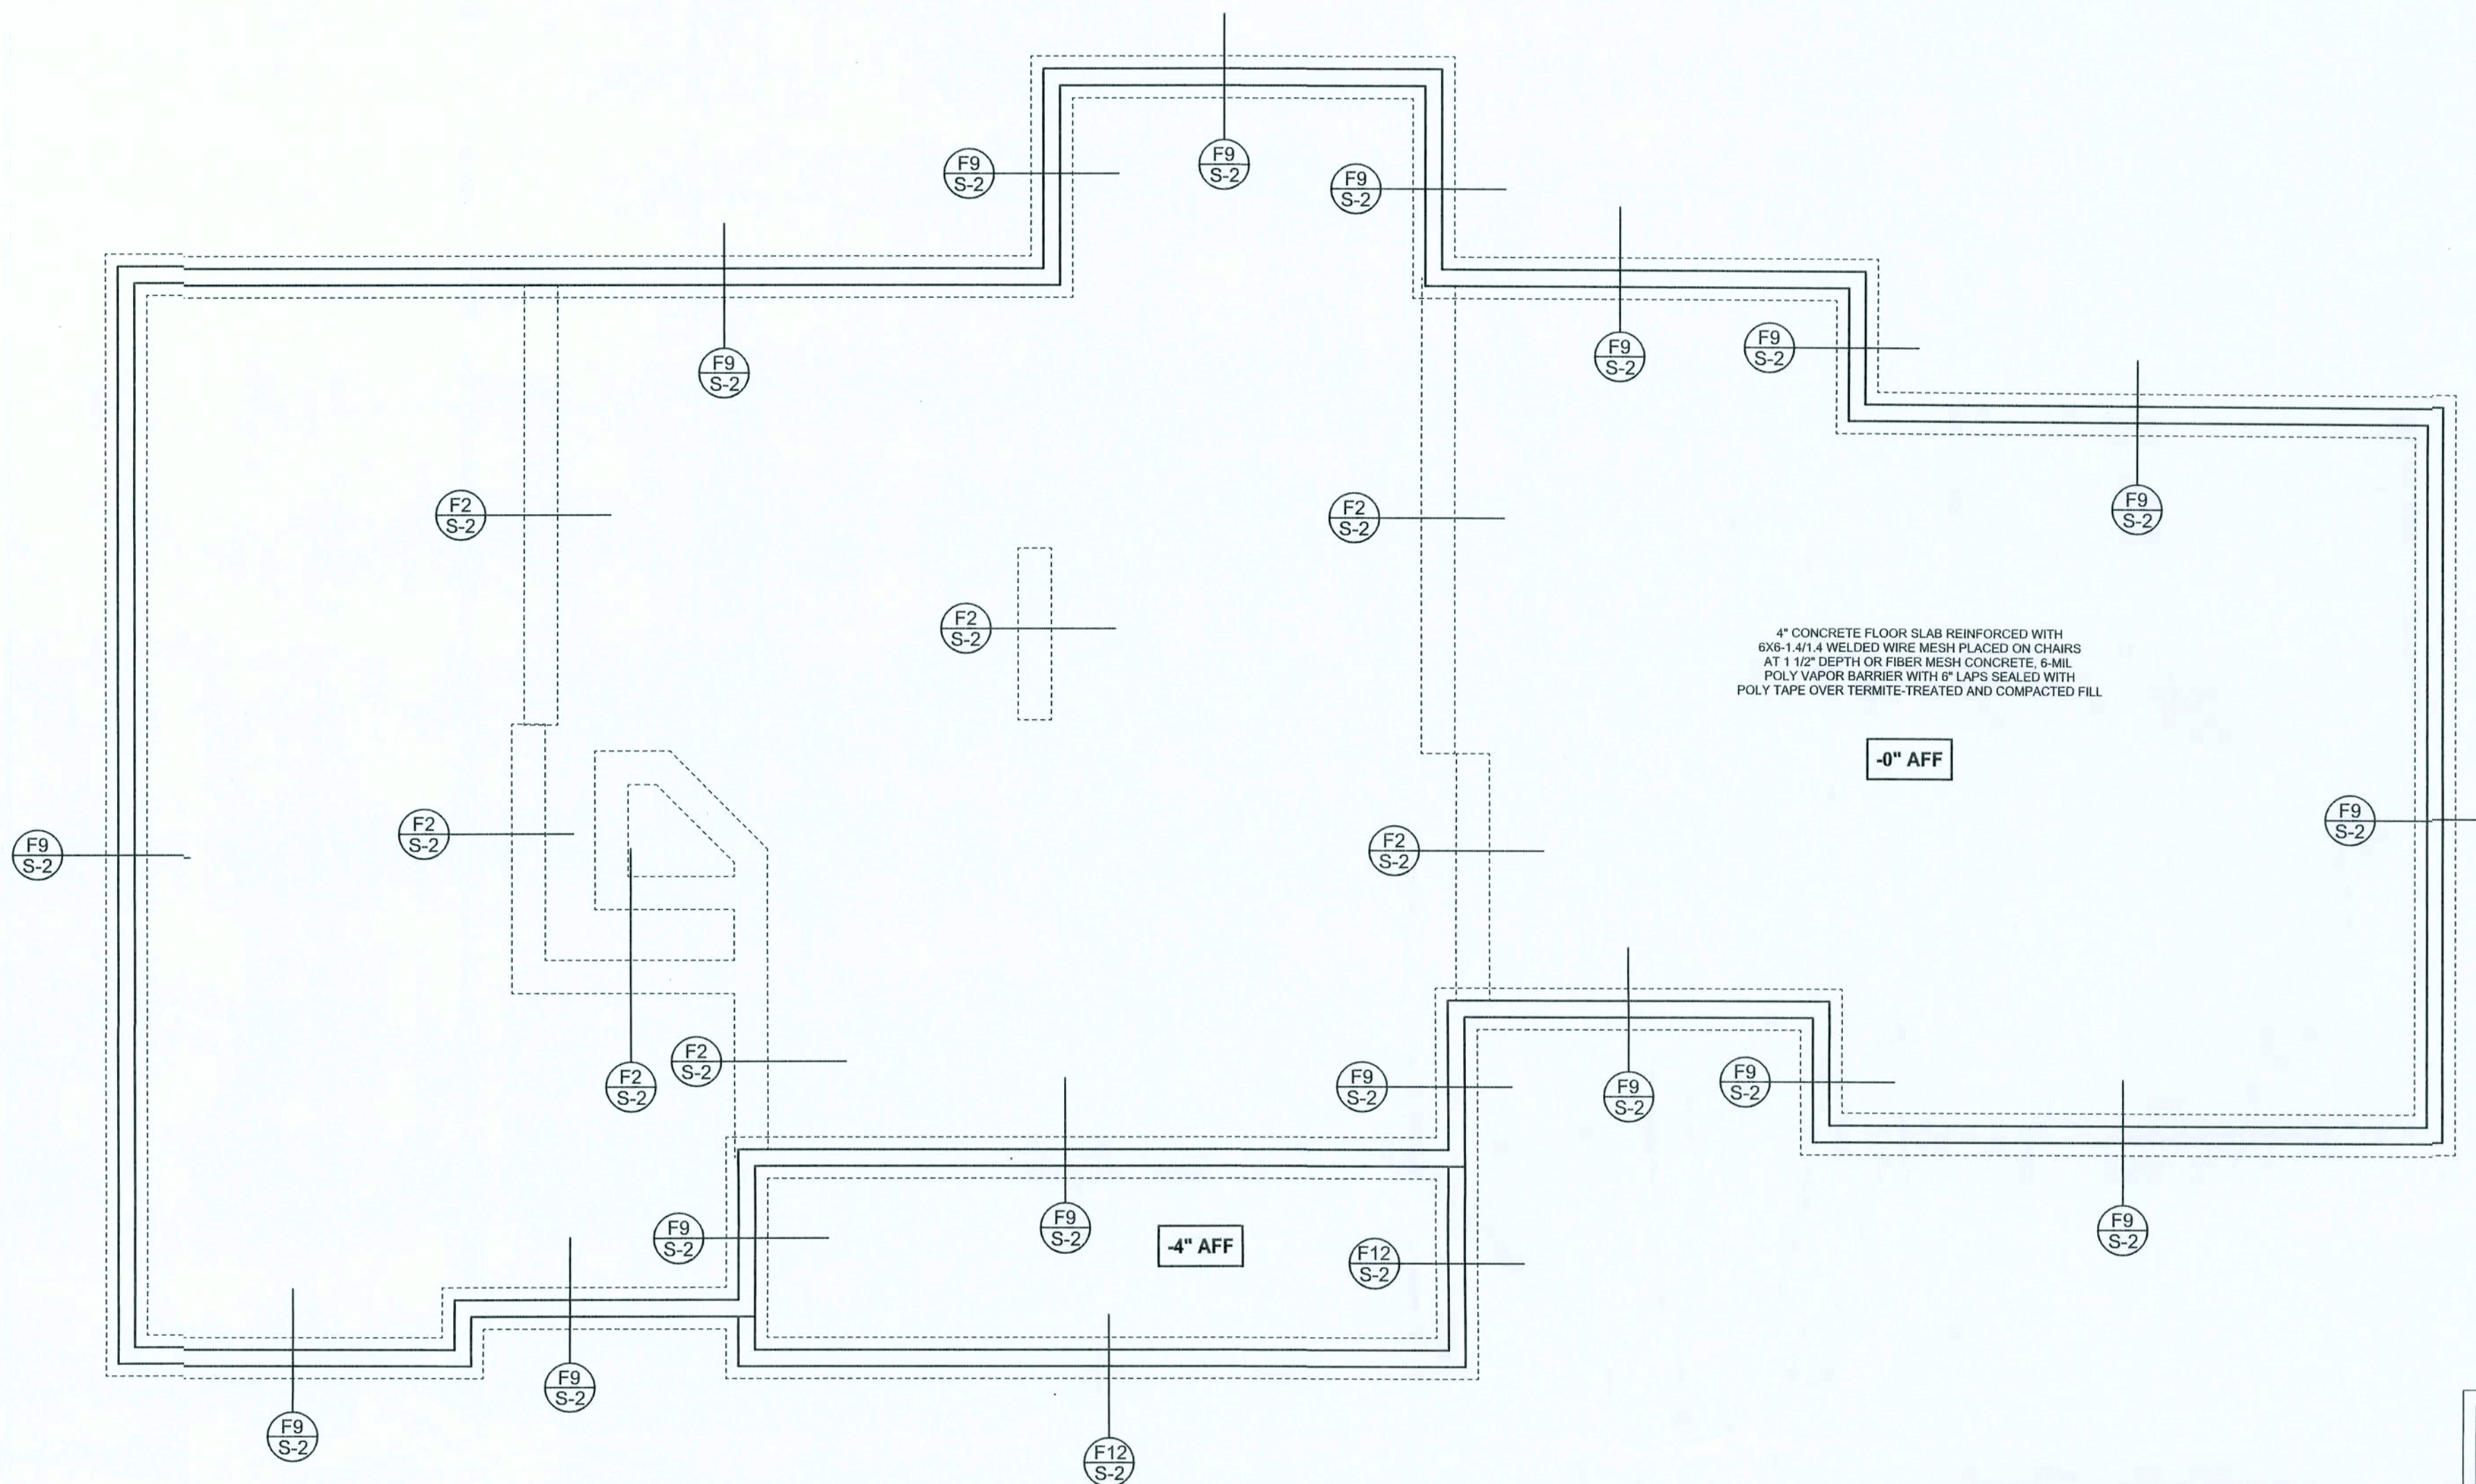 F9
S-2
F9
S-2
F9
S-2
F9
S-2
F9
S-2
F9
S-2
F9
S-2
F2
S-2
F2
S-2
F2
S-2
4" CONCRETE FLOOR SLAB REINFORCED WITH
6X6-1.4/1.4 WELDED WIRE MESH PLACED ON CHAIRS
AT 1 1/2" DEPTH OR FIBER MESH CONCRETE, 6-MIL
POLY VAPOR BARRIER WITH 6" LAPS SEALED WITH
POLY TAPE OVER TERMITE-TREATED AND COMPACTED FILL
-0" AFF
F9
S-2
F2
S-2
F9
S-2
F2
S-2
F2
S-2
F2
S-2
F9
S-2
F9
S-2
F9
S-2
F9
S-2
F9
S-2
-4" AFF
F12
S-2
F9
S-2
F9
S-2
F9
S-2
F12
S-2